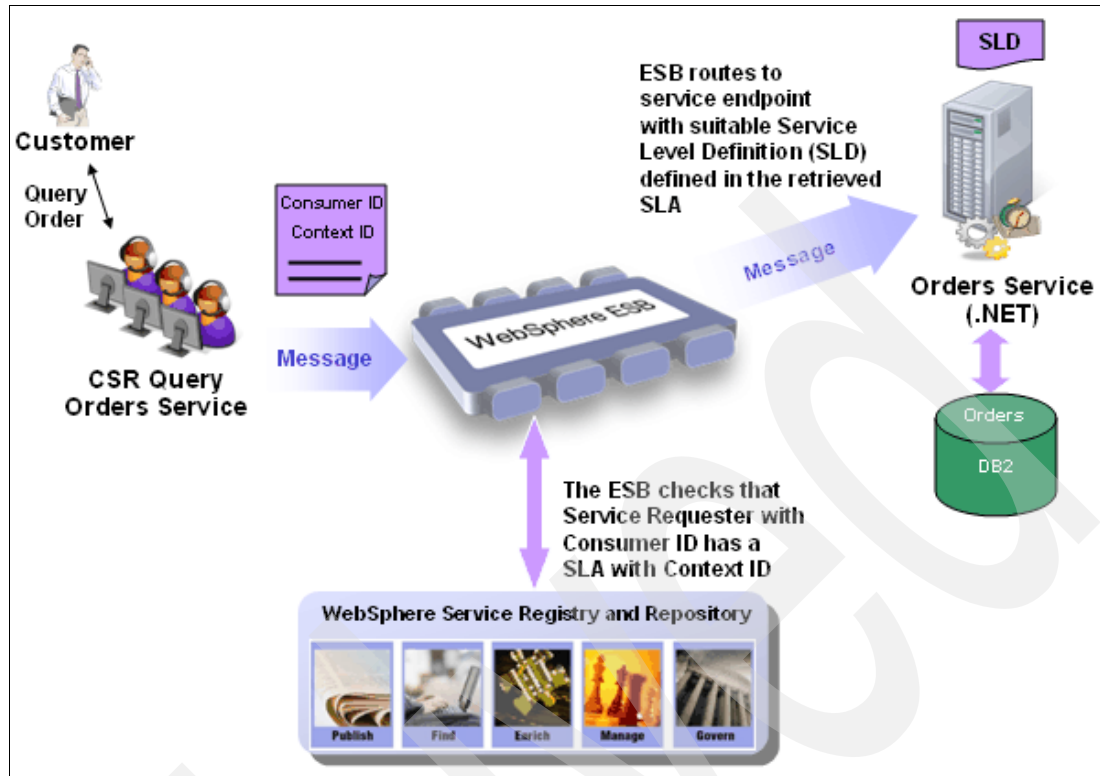 SLD
ESB routes to
service endpoint
with suitable Service
Level Definition (SLD)
defined in the retrieved
SLA
Customer
Query
Order
Consumer ID
Context ID
Message
WebSphere ESB
Message
Orders Service
(.NET)
CSR Query
Orders Service
Orders
DB2
The ESB checks that
Service Requester with
Consumer ID has a
SLA with Context ID
WebSphere Service Registry and Repository
Publish
Find
Enrich
Manage
Govern